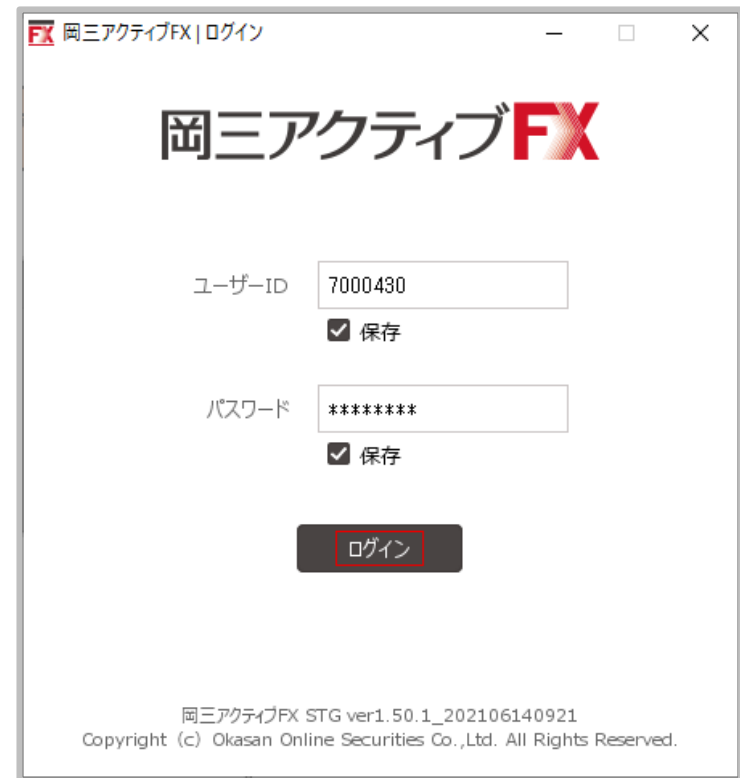 FX 岡三アクティブFX | ログイン
岡三アクティブFX
ユーザーID 7000430
保存
パスワード ********
保存
ログイン
岡三アクティブFX STG ver1.50.1_202106140921
Copyright (c) Okasan Online Securities Co.,Ltd. All Rights Reserved.